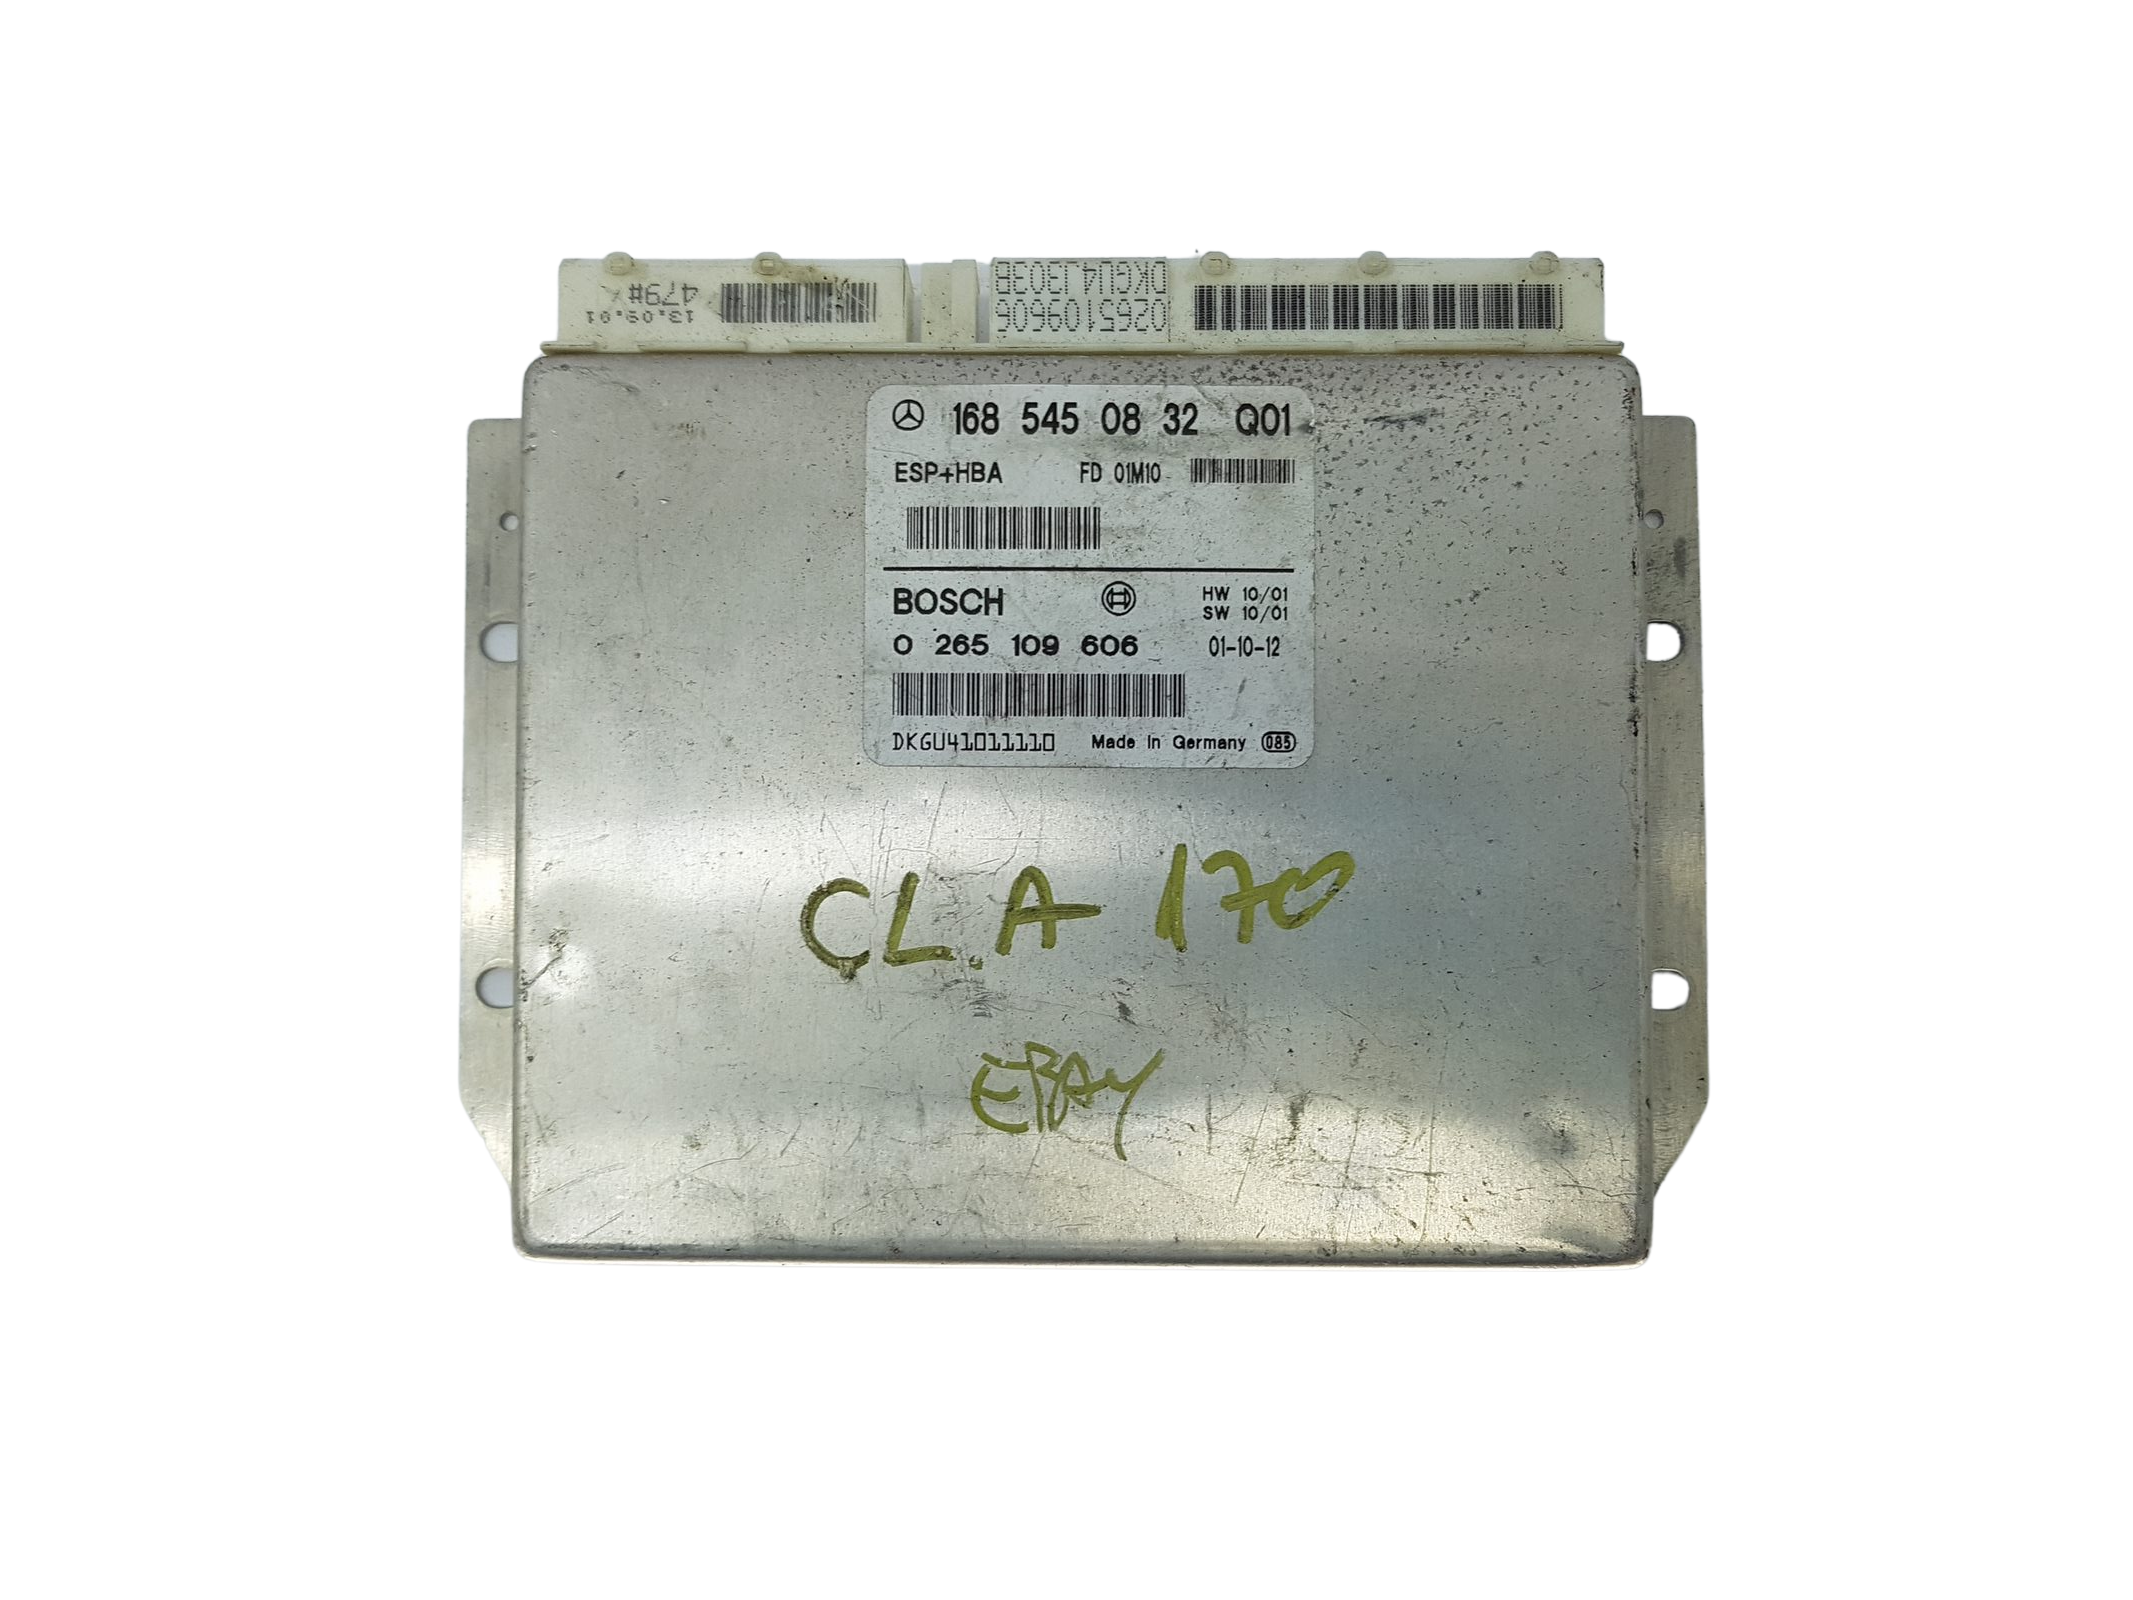 479#
13.09.01
DKGU4J303B
0265109606
168 545 08 32 Q01
ESP+HBA FD 01M10
BOSCH
HW 10/01
SW 10/01
0 265 109 606 01-10-12
DKGU41011110 Made in Germany 085
CL.A 170
EBAY